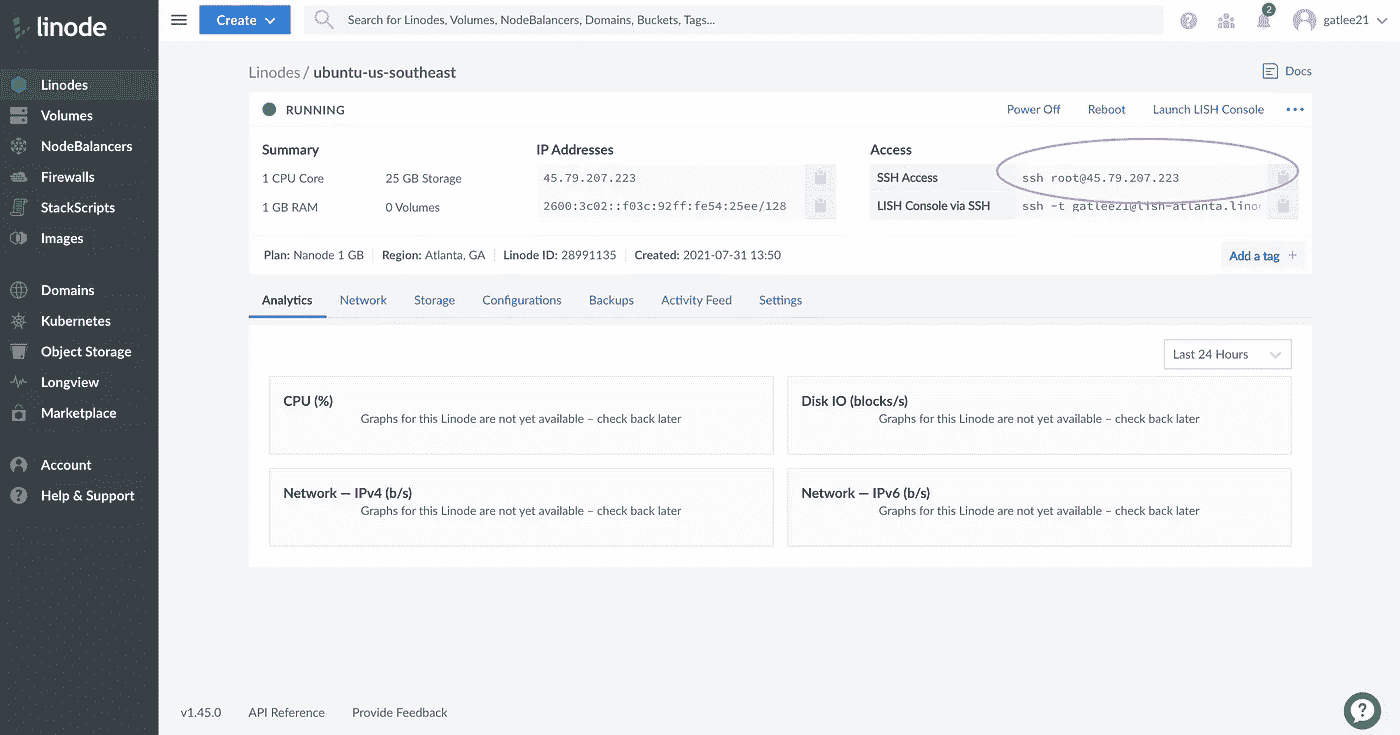 linode
Create
Search for Linodes, Volumes, NodeBalancers, Domains, Buckets, Tags...
2
gatlee21
Linodes
Volumes
NodeBalancers
Firewalls
StackScripts
Images
Domains
Kubernetes
Object Storage
Longview
Marketplace
Account
Help & Support
Linodes / ubuntu-us-southeast
Docs
RUNNING
Power Off Reboot Launch LISH Console
Summary IP Addresses Access
1 CPU Core 25 GB Storage 45.79.207.223 SSH Access ssh root@45.79.207.223
1 GB RAM 0 Volumes 2600:3c02::f03c:92ff:fe54:25ee/128 LISH Console via SSH ssh -t gatlee21@lish-atlanta.lino
Plan: Nanode 1 GB Region: Atlanta, GA Linode ID: 28991135 Created: 2021-07-31 13:50 Add a tag +
Analytics Network Storage Configurations Backups Activity Feed Settings
Last 24 Hours
CPU (%)
Graphs for this Linode are not yet available – check back later
Disk IO (blocks/s)
Graphs for this Linode are not yet available – check back later
Network — IPv4 (b/s)
Graphs for this Linode are not yet available – check back later
Network — IPv6 (b/s)
Graphs for this Linode are not yet available – check back later
v1.45.0 API Reference Provide Feedback